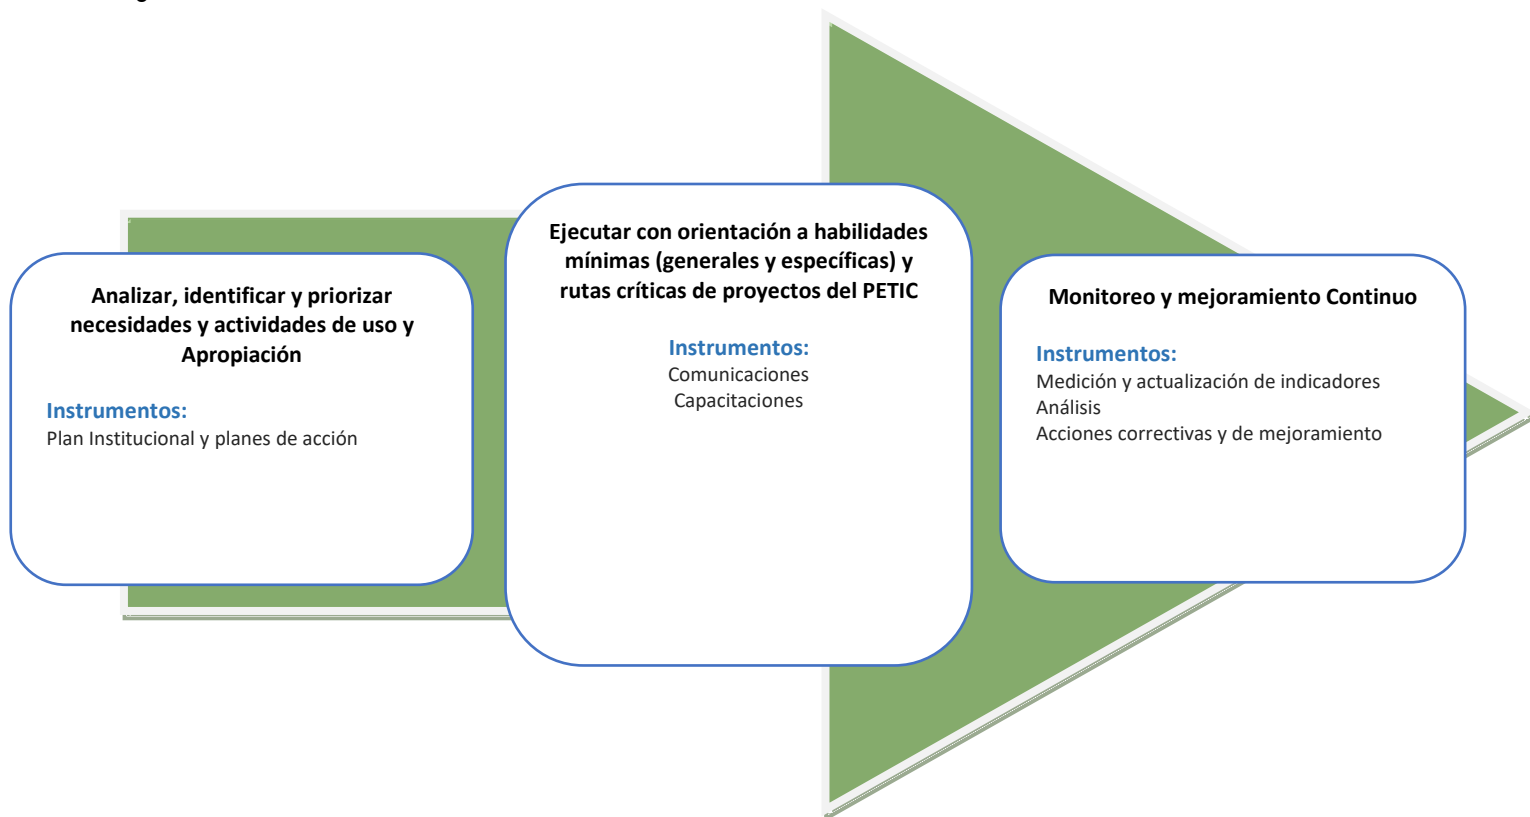 Analizar, identificar y priorizar
necesidades y actividades de uso y
Apropiación
Instrumentos:
Plan Institucional y planes de acción
Ejecutar con orientación a habilidades
mínimas (generales y específicas) y
rutas críticas de proyectos del PETIC
Instrumentos:
Comunicaciones
Capacitaciones
Monitoreo y mejoramiento Continuo
Instrumentos:
Medición y actualización de indicadores
Análisis
Acciones correctivas y de mejoramiento